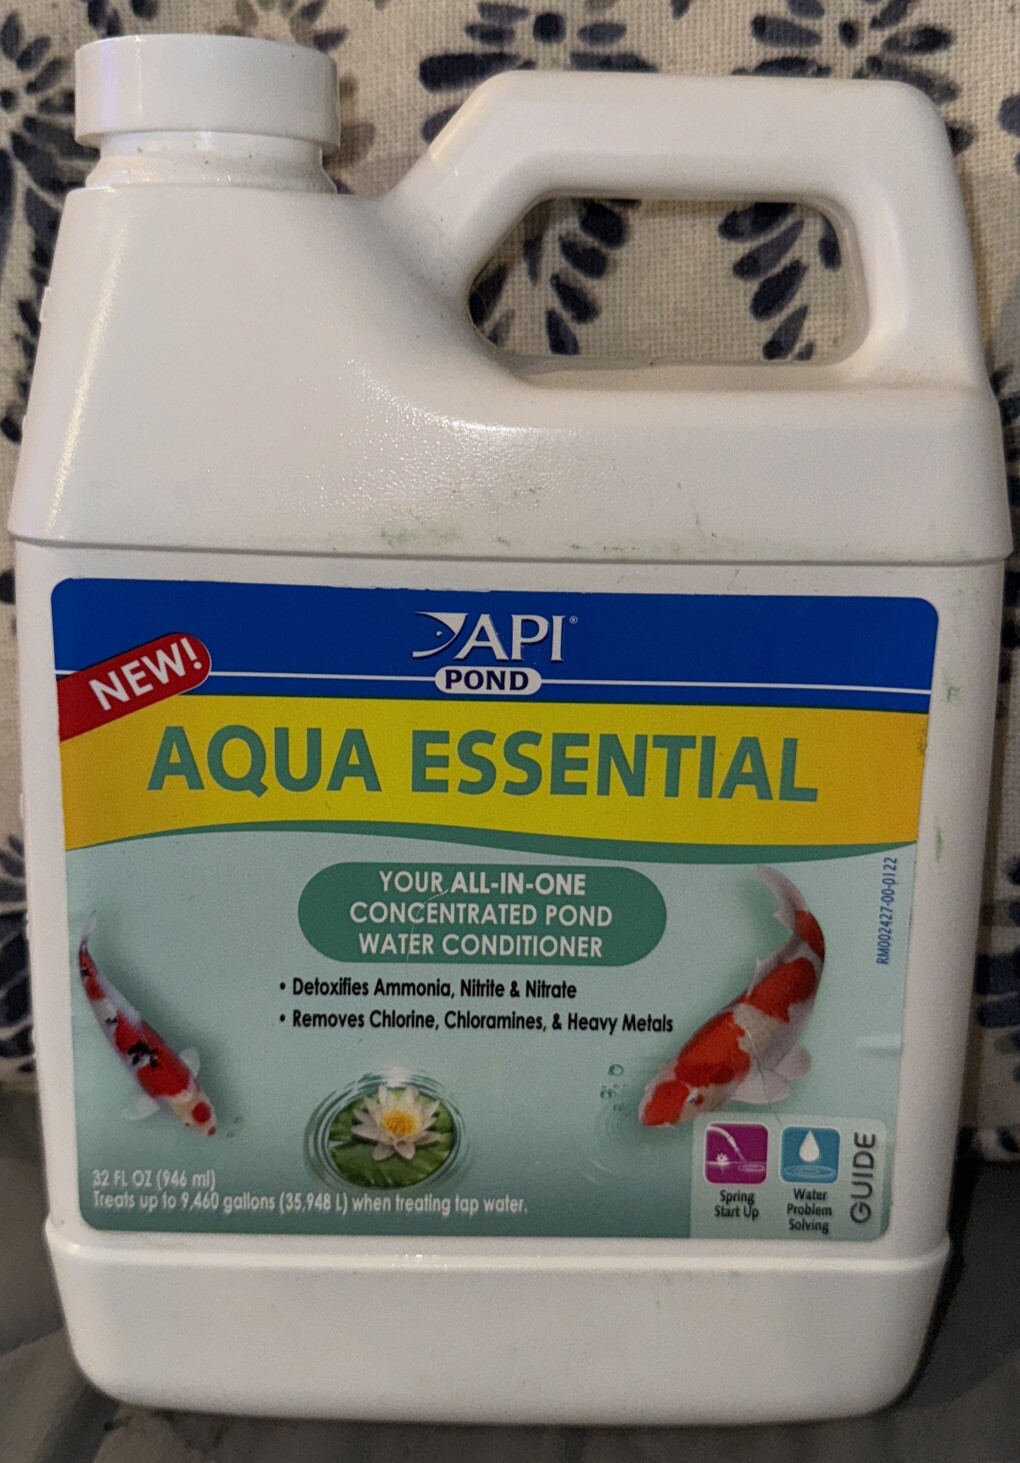 API®
POND
NEW!
AQUA ESSENTIAL
YOUR ALL-IN-ONE
CONCENTRATED POND
WATER CONDITIONER
• Detoxifies Ammonia, Nitrite & Nitrate
• Removes Chlorine, Chloramines, & Heavy Metals
RM002427-00-0122
32 FL OZ (946 ml)
Treats up to 9,460 gallons (35,948 L) when treating tap water.
Spring
Start Up
Water
Problem
Solving
GUIDE